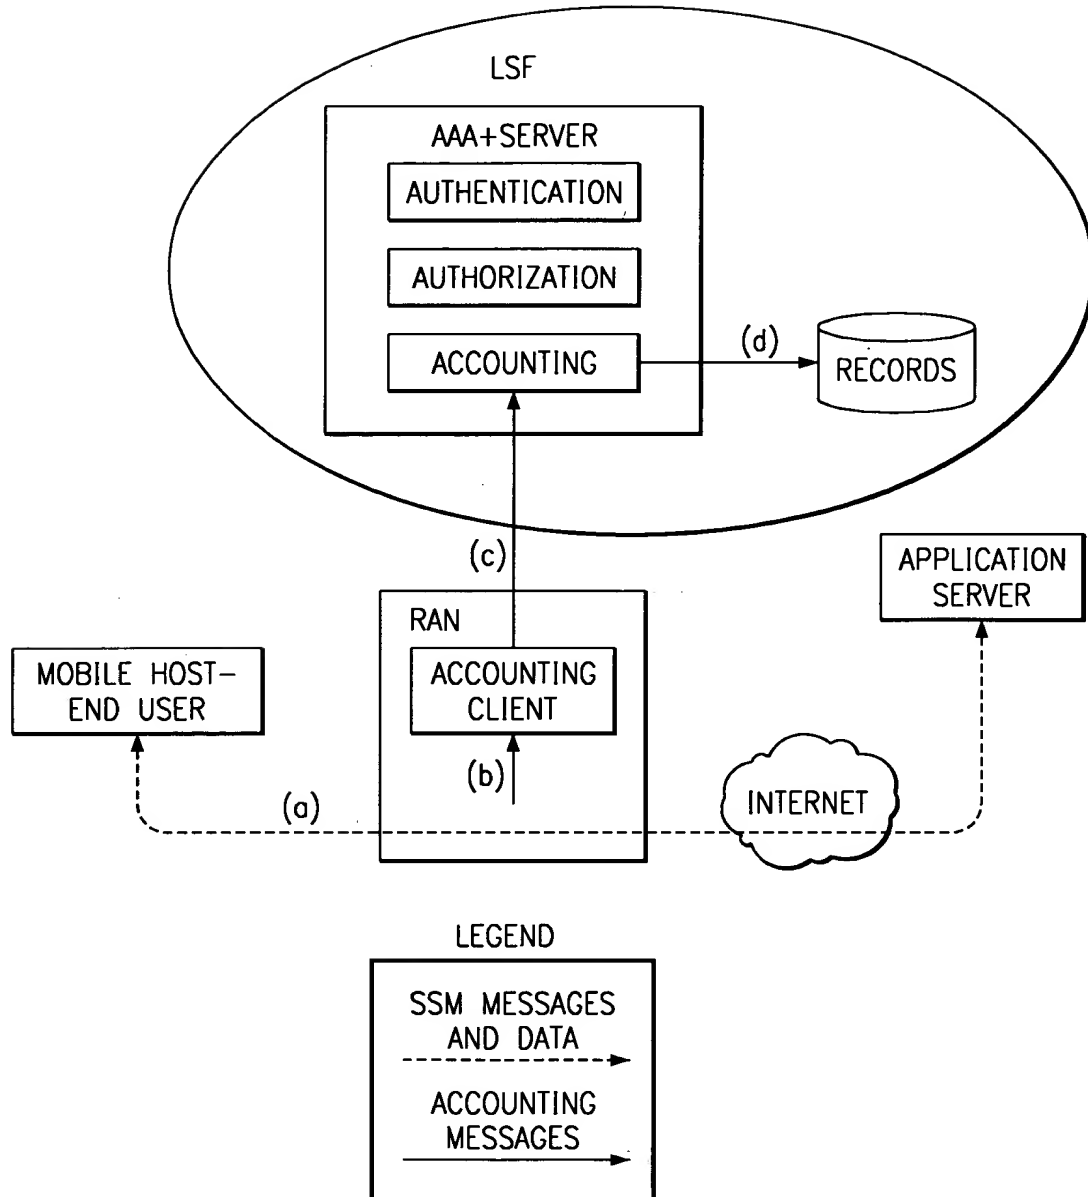 LSF
AAA+SERVER
AUTHENTICATION
AUTHORIZATION
ACCOUNTING
(d)
RECORDS
(c)
APPLICATION
SERVER
RAN
MOBILE HOST-
END USER
ACCOUNTING
CLIENT
(b)
(a)
INTERNET
LEGEND
SSM MESSAGES
AND DATA
ACCOUNTING
MESSAGES